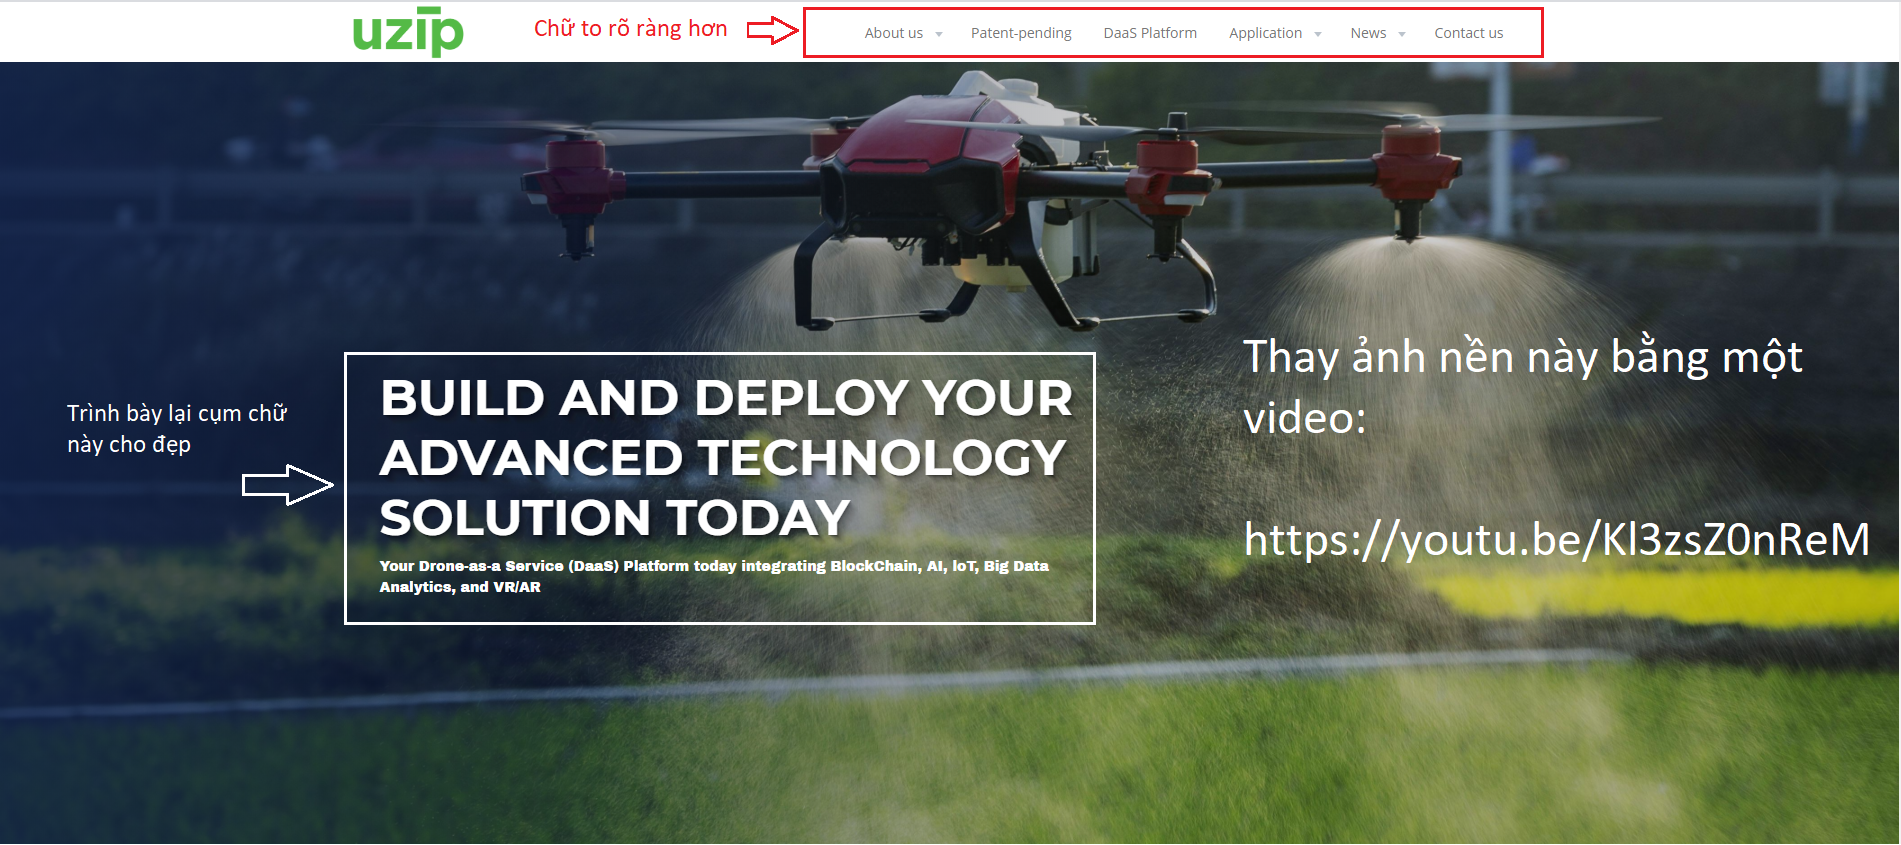 uzip
Chữ to rõ ràng hơn
About us
Patent-pending
DaaS Platform
Application
News
Contact us
Trình bày lại cụm chữ
này cho đẹp
BUILD AND DEPLOY YOUR
ADVANCED TECHNOLOGY
SOLUTION TODAY
Your Drone-as-a Service (DaaS) Platform today integrating BlockChain, AI, IoT, Big Data
Analytics, and VR/AR
Thay ảnh nền này bằng một
video:
https://youtu.be/Kl3zsZ0nReM